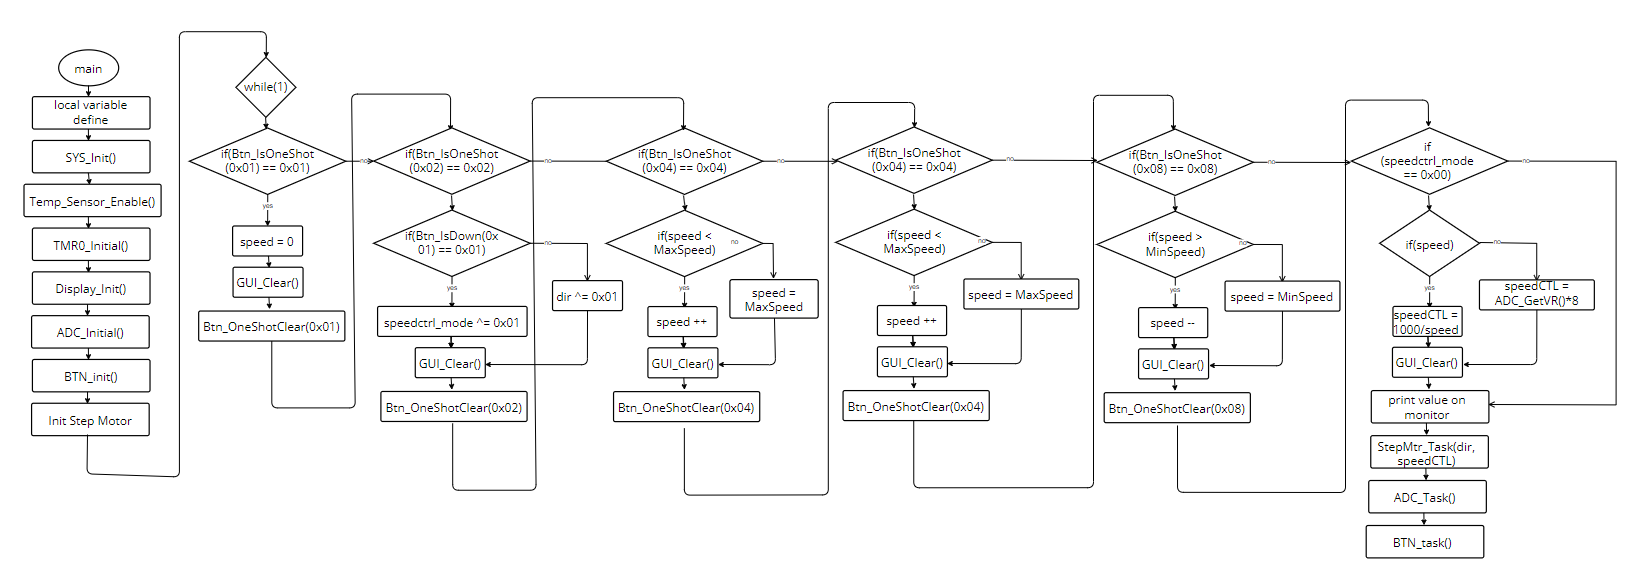 main
local variable
define
SYS_Init()
Temp_Sensor_Enable()
TMR0_Initial()
Display_Init()
ADC_Initial()
BTN_init()
Init Step Motor
while(1)
if(Btn_IsOneShot
(0x01) == 0x01)
no
yes
speed = 0
GUI_Clear()
Btn_OneShotClear(0x01)
if(Btn_IsOneShot
(0x02) == 0x02)
no
if(Btn_IsDown(0x
01) == 0x01)
no
yes
dir ^= 0x01
speedctrl_mode ^= 0x01
GUI_Clear()
Btn_OneShotClear(0x02)
if(Btn_IsOneShot
(0x04) == 0x04)
no
if(speed <
MaxSpeed)
no
yes
speed =
MaxSpeed
speed ++
GUI_Clear()
Btn_OneShotClear(0x04)
if(Btn_IsOneShot
(0x04) == 0x04)
no
if(speed <
MaxSpeed)
no
yes
speed = MaxSpeed
speed ++
GUI_Clear()
Btn_OneShotClear(0x04)
if(Btn_IsOneShot
(0x08) == 0x08)
no
if(speed >
MinSpeed)
no
yes
speed = MinSpeed
speed --
GUI_Clear()
Btn_OneShotClear(0x08)
if
(speedctrl_mode
== 0x00)
no
if(speed)
no
yes
speedCTL =
ADC_GetVR()*8
speedCTL =
1000/speed
GUI_Clear()
print value on
monitor
StepMtr_Task(dir,
speedCTL)
ADC_Task()
BTN_task()